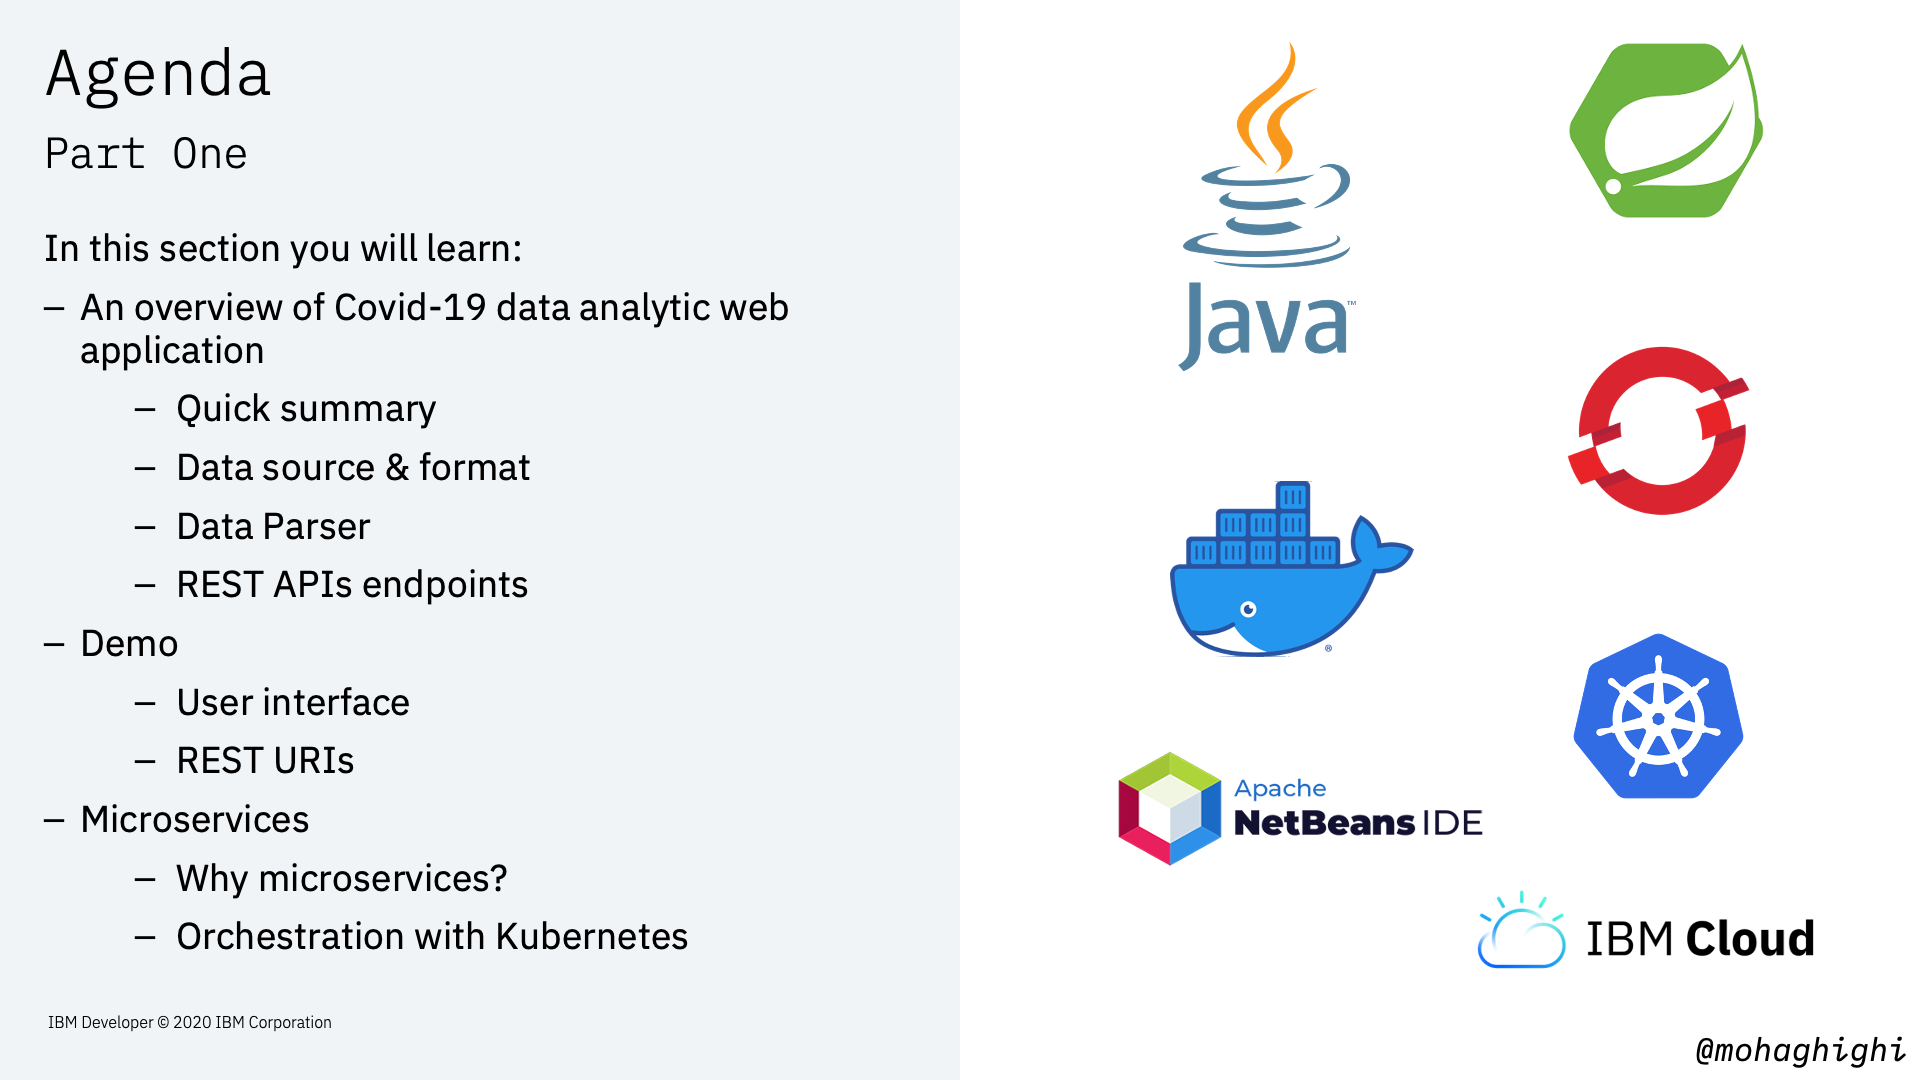 Agenda
Part One
In this section you will learn:
– An overview of Covid-19 data analytic web
application
– Quick summary
– Data source & format
– Data Parser
– REST APIs endpoints
– Demo
– User interface
– REST URIs
– Microservices
– Why microservices?
– Orchestration with Kubernetes
IBM Developer © 2020 IBM Corporation
Java™
®
Apache
NetBeans IDE
IBM Cloud
@mohaghighi